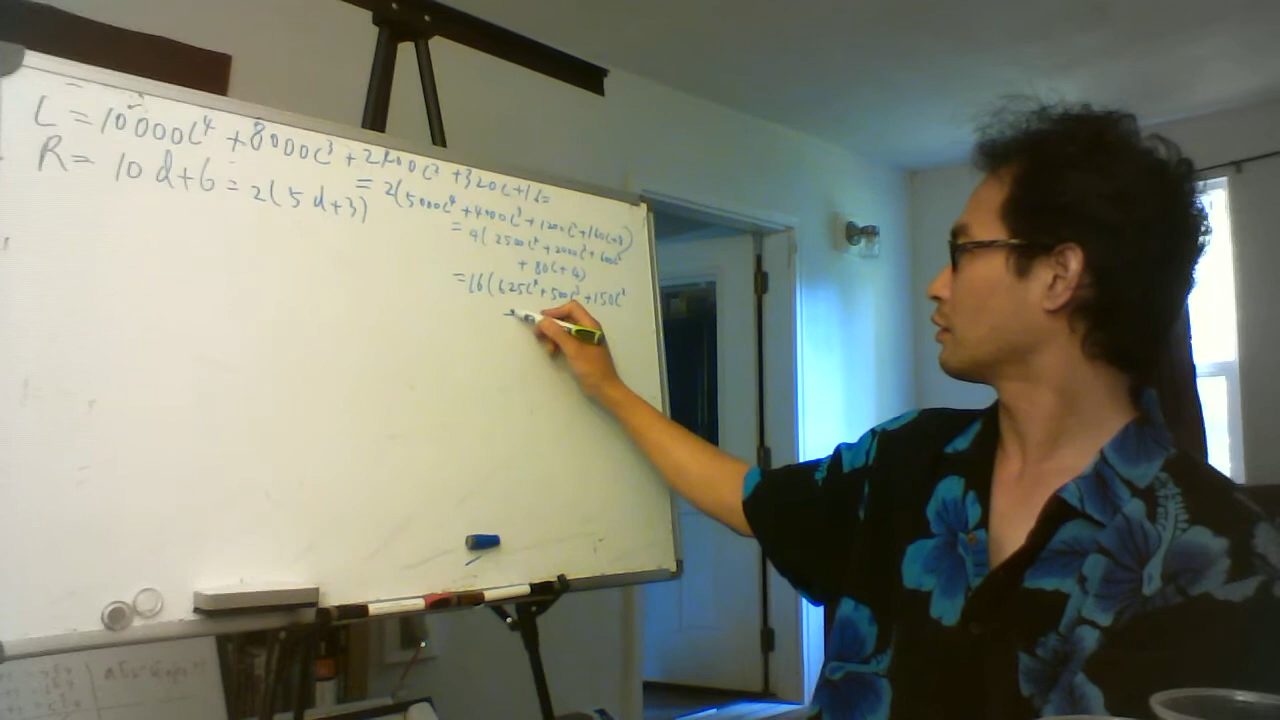 L = 10000C⁴ + 8000C³ + 2400C² + 320C + 16 =
R = 10d + 6 = 2(5d + 3)
= 2(5000C⁴ + 4000C³ + 1200C² + 160C + 8)
= 4(2500C⁴ + 2000C³ + 600C²
+ 80C + 4)
= 16(625C⁴ + 500C³ + 150C²